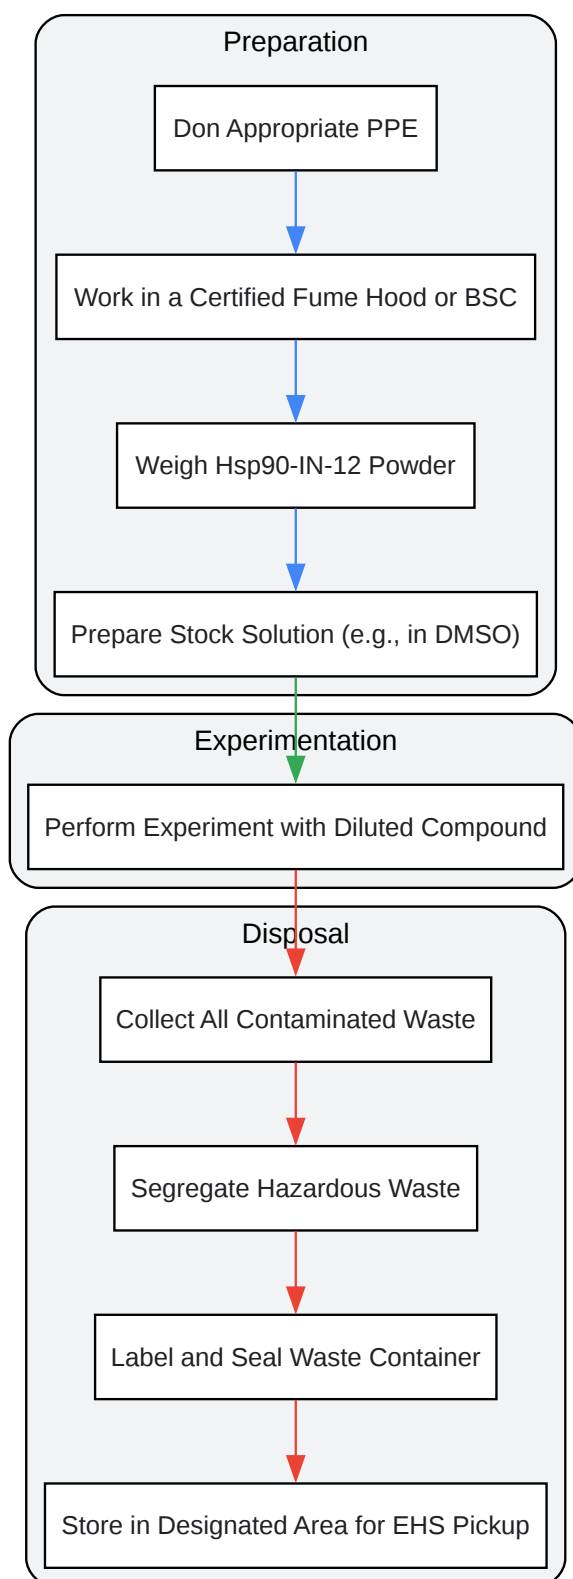 Preparation
Don Appropriate PPE
Work in a Certified Fume Hood or BSC
Weigh Hsp90-IN-12 Powder
Prepare Stock Solution (e.g., in DMSO)
Experimentation
Perform Experiment with Diluted Compound
Disposal
Collect All Contaminated Waste
Segregate Hazardous Waste
Label and Seal Waste Container
Store in Designated Area for EHS Pickup